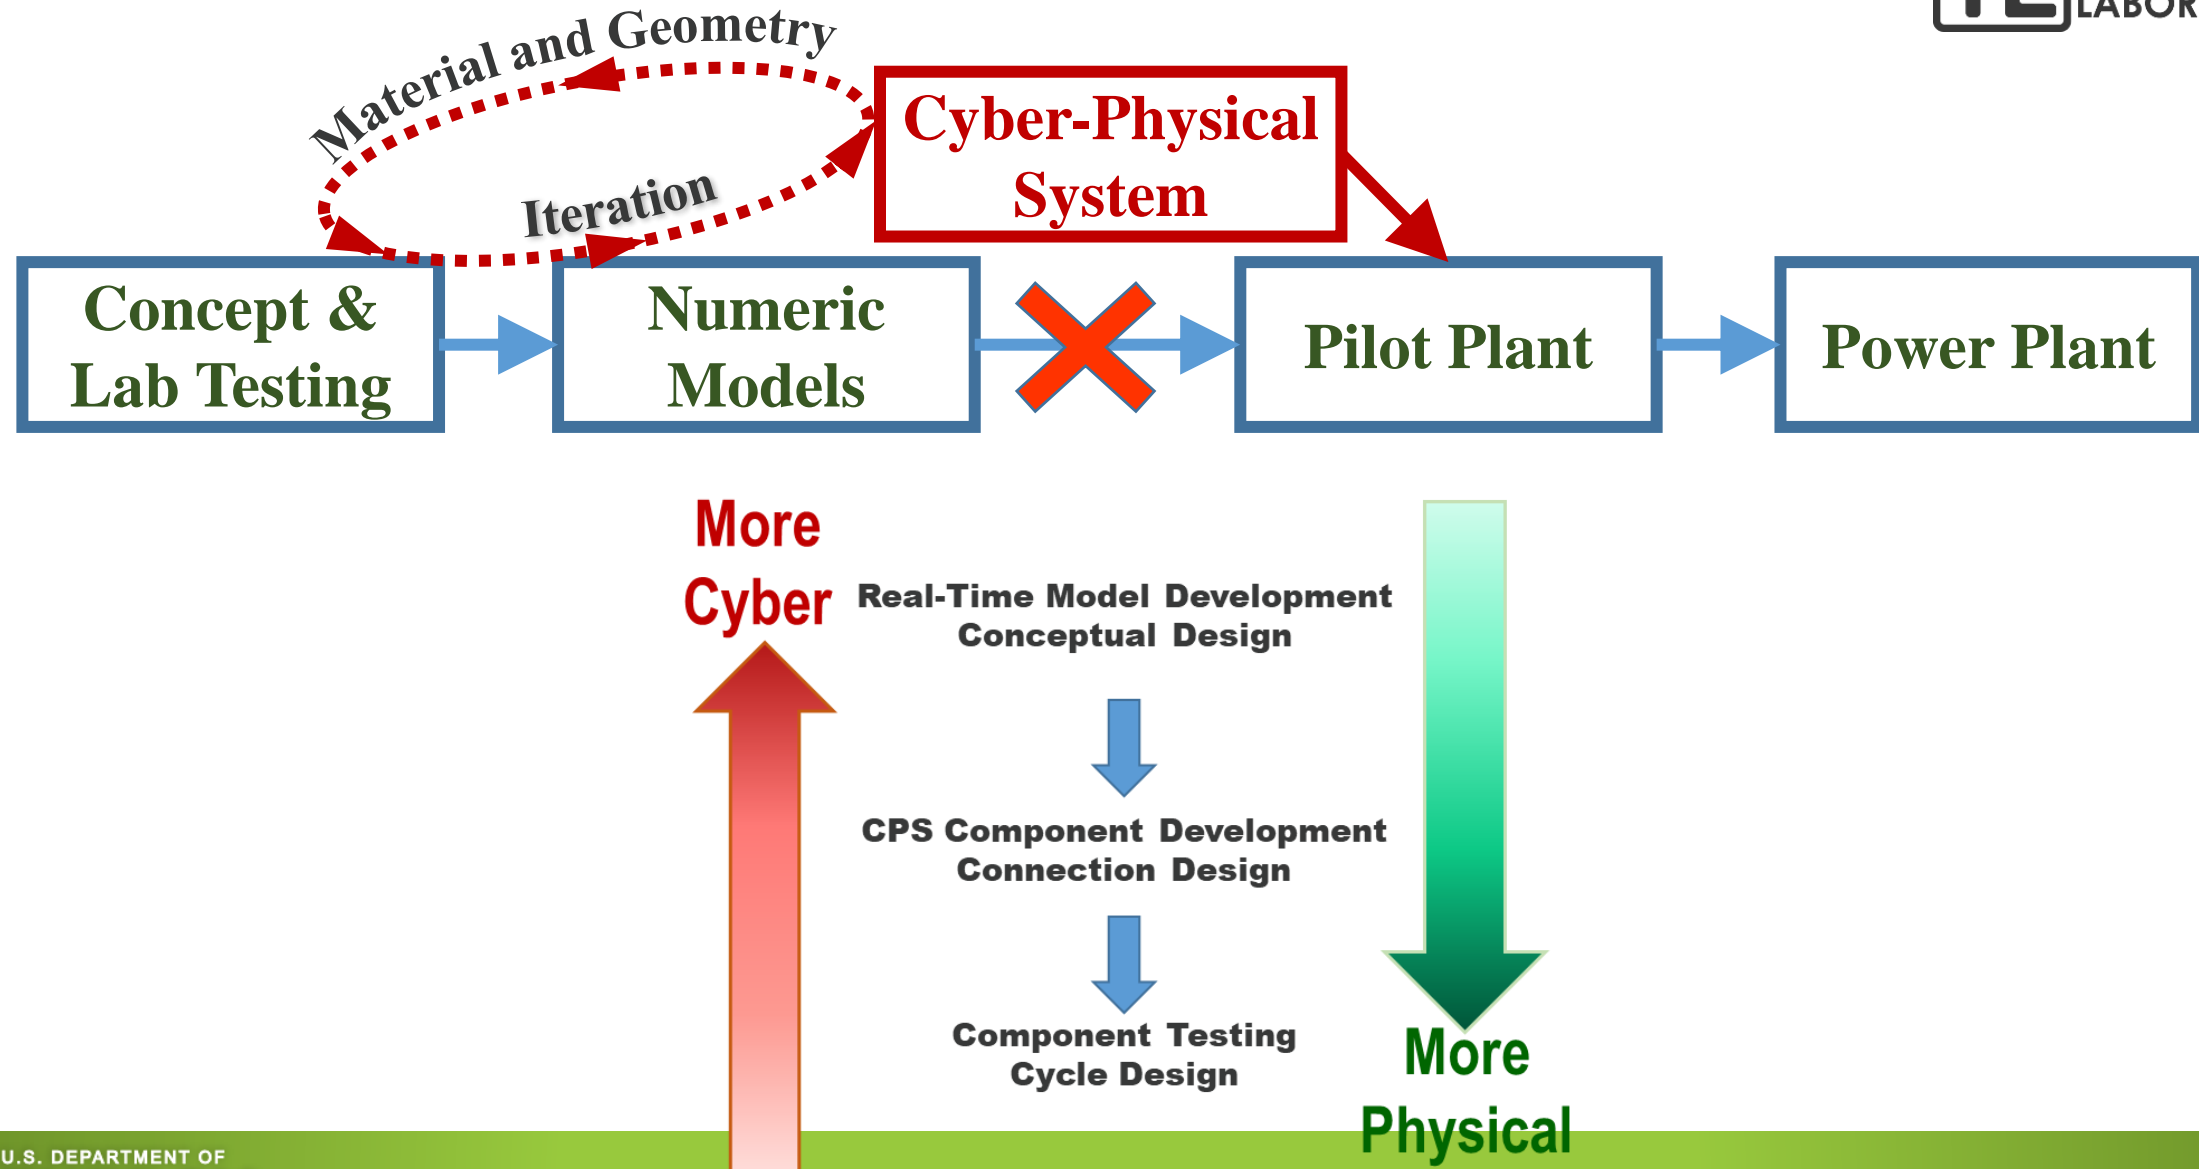 Material and Geometry
Iteration
Cyber-Physical
System
Concept &
Lab Testing
Numeric
Models
Pilot Plant
Power Plant
More
Cyber
Real-Time Model Development
Conceptual Design
CPS Component Development
Connection Design
Component Testing
Cycle Design
More
Physical
U.S. DEPARTMENT OF